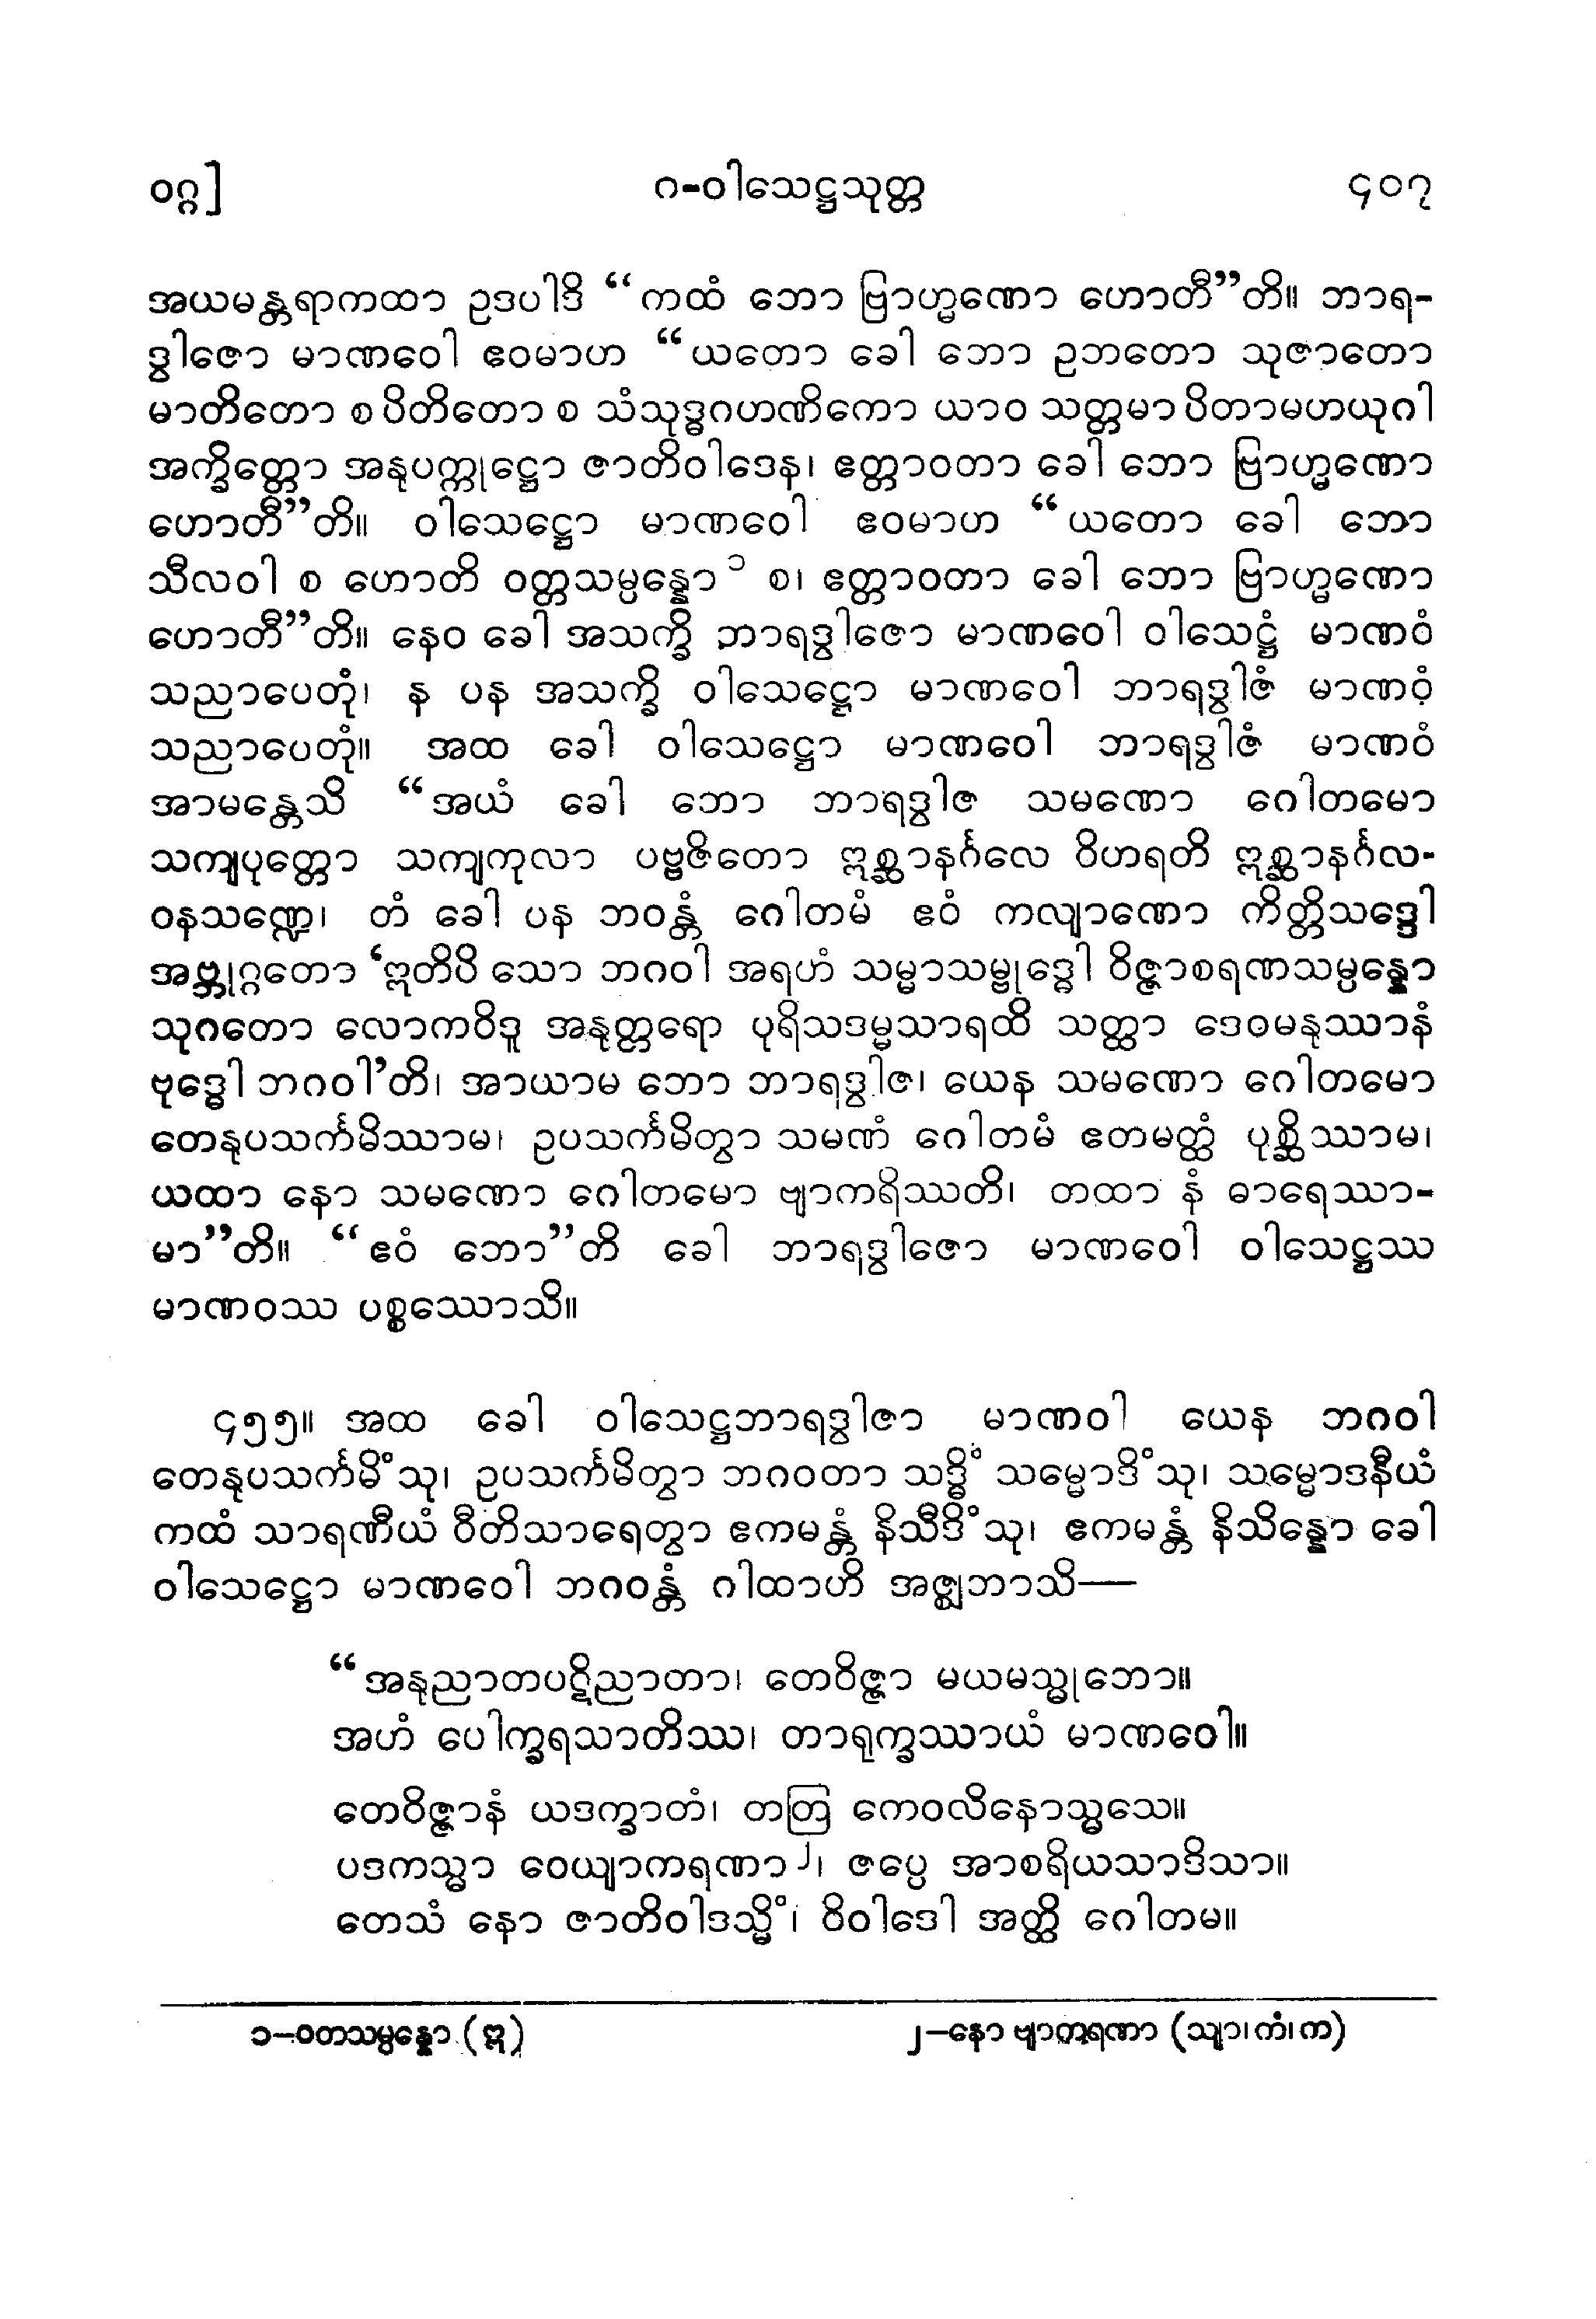 ဝဂ္ဂ]
ဂ-ဝါသေဋ္ဌသုတ္တ
၄၀၇
အယမန္တရာကထာ ဥဒပါဒိ “ကထံ ဘော ဗြာဟ္မဏော ဟောတီ”တိ။ ဘာရ-
ဒွါဇော မာဏဝေါ ဧဝမာဟ “ယတော ခေါ ဘော ဥဘတော သုဇာတော
မာတိတော စ ပိတိတော စ သံသုဒ္ဓဂဟဏိကော ယာဝ သတ္တမာ ပိတာမဟယုဂါ
အက္ခိတ္တော အနုပက္ကုဋ္ဌော ဇာတိဝါဒေန၊ ဧတ္တာဝတာ ခေါ ဘော ဗြာဟ္မဏော
ဟောတီ”တိ။ ဝါသေဋ္ဌော မာဏဝေါ ဧဝမာဟ “ယတော ခေါ ဘော
သီလဝါ စ ဟောတိ ဝတ္တသမ္ပန္နော ၁ စ၊ ဧတ္တာဝတာ ခေါ ဘော ဗြာဟ္မဏော
ဟောတီ”တိ။ နေဝ ခေါ အသက္ခိ ဘာရဒွါဇော မာဏဝေါ ဝါသေဋ္ဌံ မာဏဝံ
သညာပေတုံ၊ န ပန အသက္ခိ ဝါသေဋ္ဌော မာဏဝေါ ဘာရဒွါဇံ မာဏဝံ
သညာပေတုံ။ အထ ခေါ ဝါသေဋ္ဌော မာဏဝေါ ဘာရဒွါဇံ မာဏဝံ
အာမန္တေသိ “အယံ ခေါ ဘော ဘာရဒွါဇ သမဏော ဂေါတမော
သကျပုတ္တော သကျကုလာ ပဗ္ဗဇိတော ဣစ္ဆာနင်္ဂလေ ဝိဟရတိ ဣစ္ဆာနင်္ဂလ-
ဝနသဏ္ဍေ၊ တံ ခေါ ပန ဘဝန္တံ ဂေါတမံ ဧဝံ ကလျာဏော ကိတ္တိသဒ္ဒေါ
အဗ္ဘုဂ္ဂတော ‘ဣတိပိ သော ဘဂဝါ အရဟံ သမ္မာသမ္ဗုဒ္ဓေါ ဝိဇ္ဇာစရဏသမ္ပန္နော
သုဂတော လောကဝိဒူ အနုတ္တရော ပုရိသဒမ္မသာရထိ သတ္ထာ ဒေဝမနုဿာနံ
ဗုဒ္ဓေါ ဘဂဝါ’တိ၊ အာယာမ ဘော ဘာရဒွါဇ၊ ယေန သမဏော ဂေါတမော
တေနုပသင်္ကမိဿာမ၊ ဥပသင်္ကမိတွာ သမဏံ ဂေါတမံ ဧတမတ္ထံ ပုစ္ဆိဿာမ၊
ယထာ နော သမဏော ဂေါတမော ဗျာကရိဿတိ၊ တထာ နံ ဓာရေဿာ-
မာ”တိ။ “ဧဝံ ဘော”တိ ခေါ ဘာရဒွါဇော မာဏဝေါ ဝါသေဋ္ဌဿ
မာဏဝဿ ပစ္စဿောသိ။
၄၅၅။ အထ ခေါ ဝါသေဋ္ဌဘာရဒွါဇာ မာဏဝါ ယေန ဘဂဝါ
တေနုပသင်္ကမိံသု၊ ဥပသင်္ကမိတွာ ဘဂဝတာ သဒ္ဓိံ သမ္မောဒိံသု၊ သမ္မောဒနီယံ
ကထံ သာရဏီယံ ဝီတိသာရေတွာ ဧကမန္တံ နိသီဒိံသု၊ ဧကမန္တံ နိသိန္နော ခေါ
ဝါသေဋ္ဌော မာဏဝေါ ဘဂဝန္တံ ဂါထာဟိ အဇ္ဈဘာသိ—
“အနုညာတပဋိညာတာ၊ တေဝိဇ္ဇာ မယမသ္မုဘော။
အဟံ ပေါက္ခရသာတိဿ၊ တာရုက္ခဿာယံ မာဏဝေါ။
တေဝိဇ္ဇာနံ ယဒက္ခာတံ၊ တတြ ကေဝလိနောသ္မသေ။
ပဒကသ္မာ ဝေယျာကရဏာ ၂၊ ဇပ္ပေ အာစရိယသာဒိသာ။
တေသံ နော ဇာတိဝါဒသ္မိံ၊ ဝိဝါဒေါ အတ္ထိ ဂေါတမ။
၁-ဝတသမ္ပန္နော (ဣ)
၂-နော ဗျာကရဏာ (သျာ၊ကံ၊က)